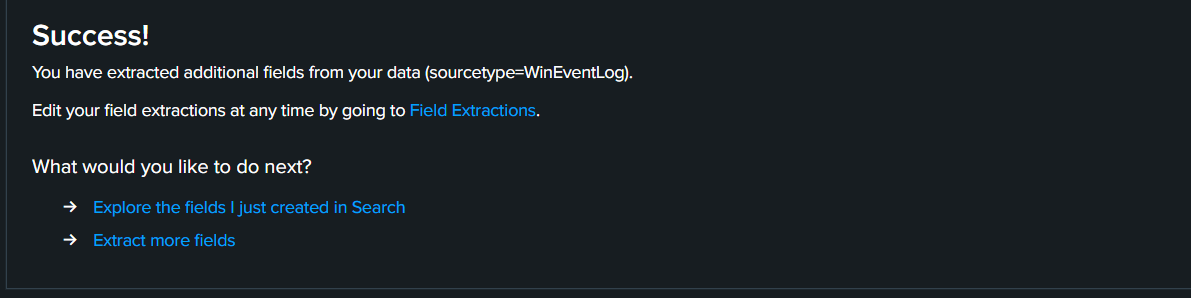 Success!
You have extracted additional fields from your data (sourcetype=WinEventLog).
Edit your field extractions at any time by going to Field Extractions.
What would you like to do next?
→ Explore the fields I just created in Search
→ Extract more fields